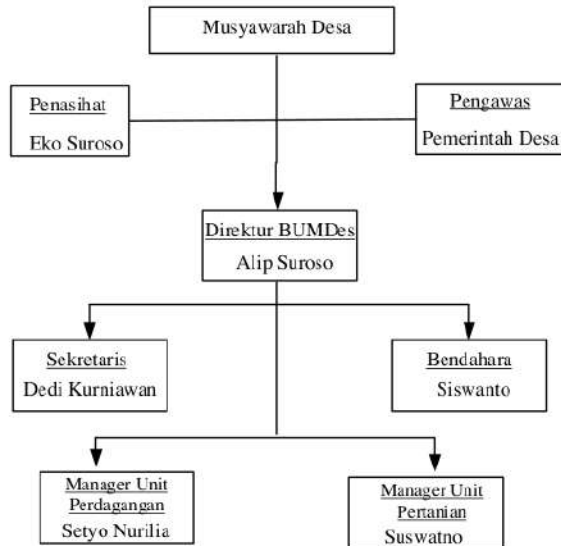 Musyawarah Desa
Penasihat
Eko Suroso
Pengawas
Pemerintah Desa
Direktur BUMDes
Alip Suroso
Sekretaris
Dedi Kurniawan
Bendahara
Siswanto
Manager Unit
Perdagangan
Setyo Nurilia
Manager Unit
Pertanian
Suswatno